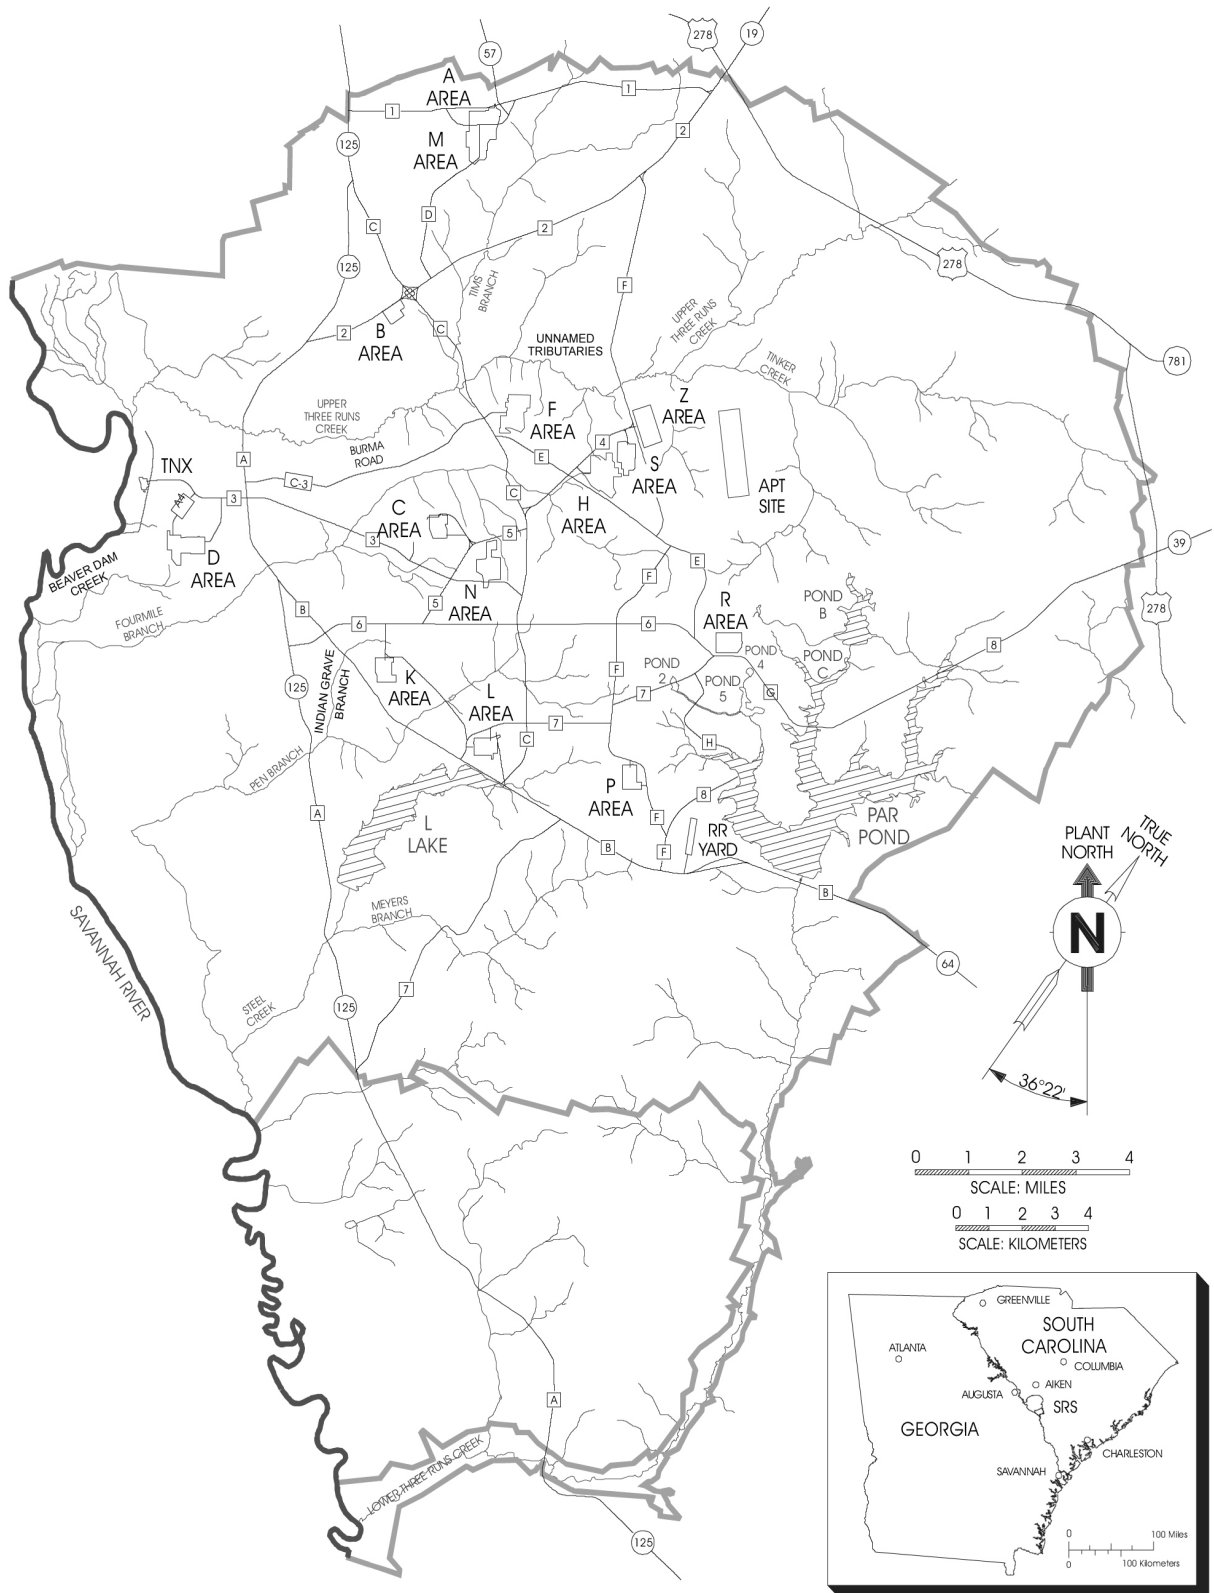 278
19
57
A
AREA
1
1
125
M
AREA
2
D
C
2
278
125
TIMS
BRANCH
F
UPPER
THREE RUNS
CREEK
2
B
AREA
C
UNNAMED
TRIBUTARIES
781
TINKER
CREEK
UPPER
THREE RUNS
CREEK
F
AREA
Z
AREA
BURMA
ROAD
4
A
E
TNX
C-3
S
AREA
APT
SITE
3
C
H
AREA
C
AREA
5
3
39
D
AREA
BEAVER DAM
CREEK
E
F
N
AREA
5
R
AREA
POND
B
278
B
FOURMILE
BRANCH
6
6
8
POND
4
POND
C
INDIAN GRAVE
BRANCH
K
AREA
F
POND
2
POND
5
125
L
AREA
7
G
7
C
H
PEN BRANCH
P
AREA
8
A
F
PAR
POND
L
LAKE
RR
YARD
B
F
B
PLANT
NORTH
TRUE
NORTH
MEYERS
BRANCH
N
SAVANNAH RIVER
64
7
STEEL
CREEK
125
36°22'
0 1 2 3 4
SCALE: MILES
0 1 2 3 4
SCALE: KILOMETERS
GREENVILLE
SOUTH
CAROLINA
ATLANTA
COLUMBIA
AIKEN
AUGUSTA
SRS
GEORGIA
CHARLESTON
SAVANNAH
A
LOWER THREE RUNS CREEK
125
0 100 Miles
0 100 Kilometers